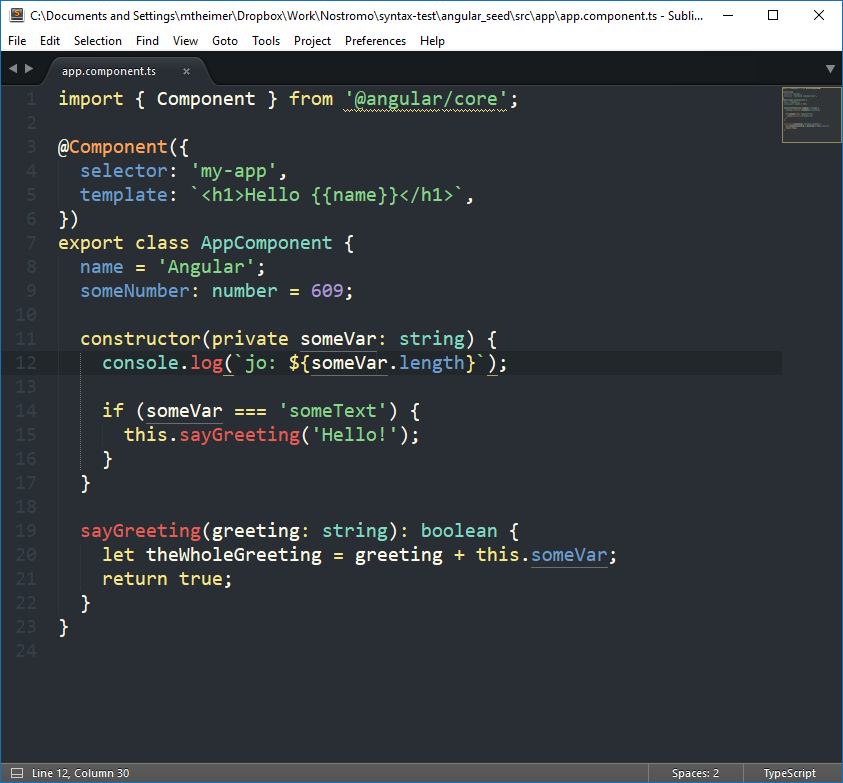 C:\Documents and Settings\mtheimer\Dropbox\Work\Nostromo\syntax-test\angular_seed\src\app\app.component.ts - Subli...
File Edit Selection Find View Goto Tools Project Preferences Help
app.component.ts ×
1 import { Component } from '@angular/core';
2
3 @Component({
4   selector: 'my-app',
5   template: `<h1>Hello {{name}}</h1>`,
6 })
7 export class AppComponent {
8   name = 'Angular';
9   someNumber: number = 609;
10
11   constructor(private someVar: string) {
12     console.log(`jo: ${someVar.length}`);
13
14     if (someVar === 'someText') {
15       this.sayGreeting('Hello!');
16     }
17   }
18
19   sayGreeting(greeting: string): boolean {
20     let theWholeGreeting = greeting + this.someVar;
21     return true;
22   }
23 }
24
Line 12, Column 30 Spaces: 2 TypeScript